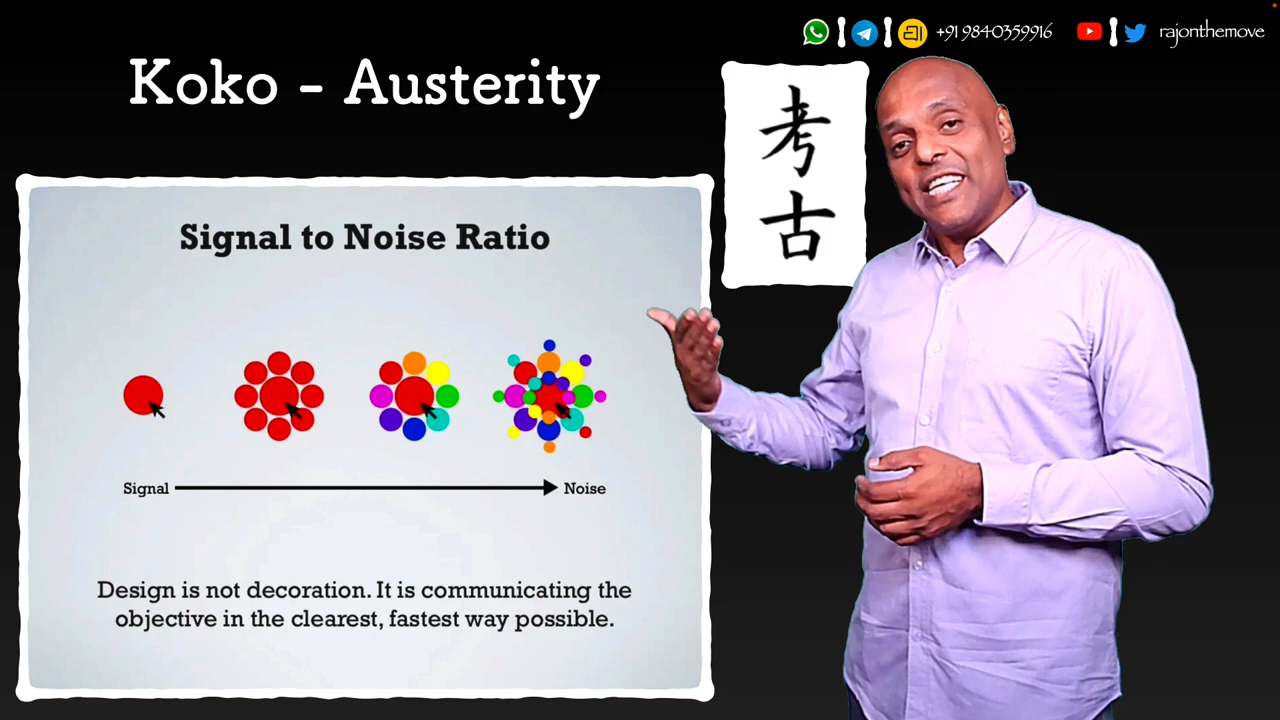 +91 9840359916 rajonthemove
Koko - Austerity
考
古
Signal to Noise Ratio
Signal Noise
Design is not decoration. It is communicating the
objective in the clearest, fastest way possible.